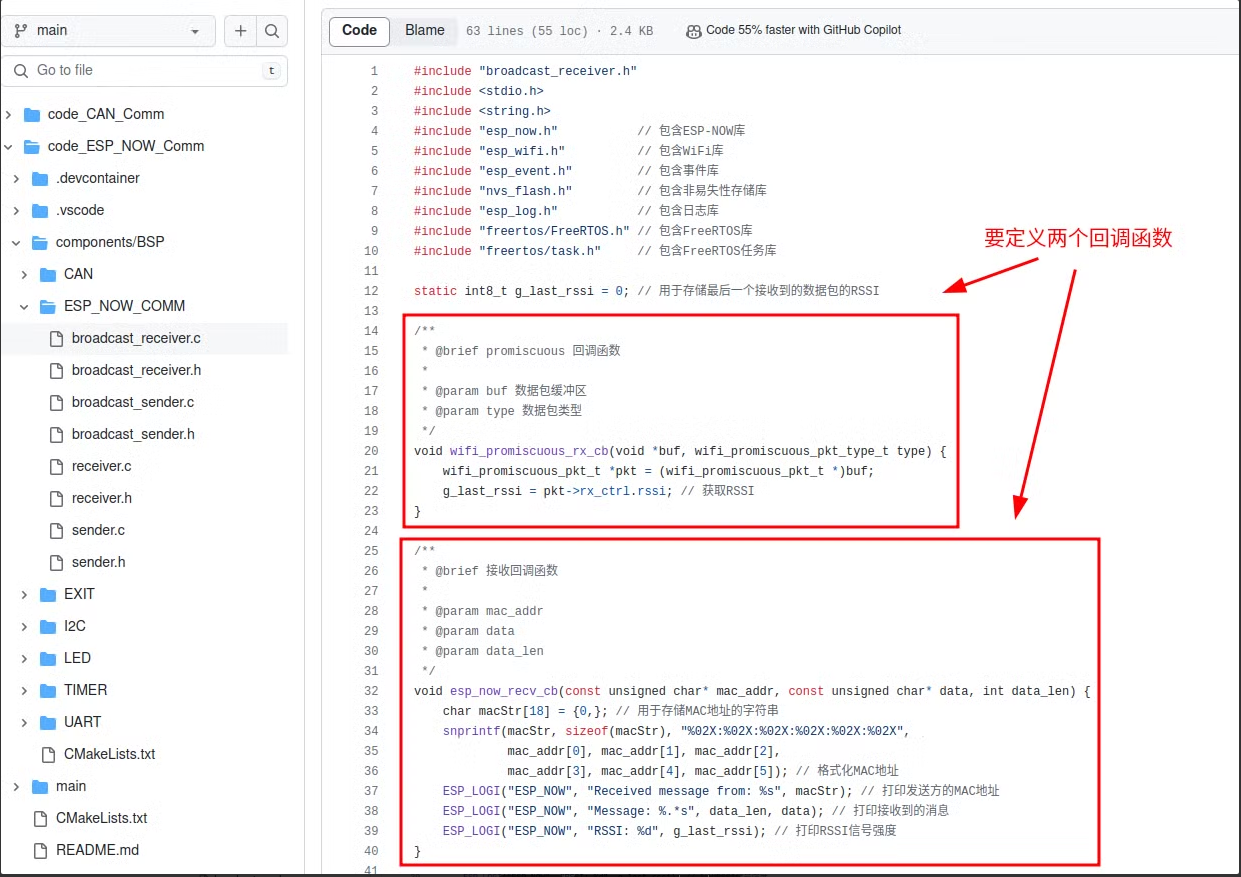 main
Go to file
t
code_CAN_Comm
code_ESP_NOW_Comm
.devcontainer
.vscode
components/BSP
CAN
ESP_NOW_COMM
broadcast_receiver.c
broadcast_receiver.h
broadcast_sender.c
broadcast_sender.h
receiver.c
receiver.h
sender.c
sender.h
EXIT
I2C
LED
TIMER
UART
CMakeLists.txt
main
CMakeLists.txt
README.md
Code Blame 63 lines (55 loc) · 2.4 KB Code 55% faster with GitHub Copilot
1 #include "broadcast_receiver.h"
2 #include <stdio.h>
3 #include <string.h>
4 #include "esp_now.h" // 包含ESP-NOW库
5 #include "esp_wifi.h" // 包含WiFi库
6 #include "esp_event.h" // 包含事件库
7 #include "nvs_flash.h" // 包含非易失性存储库
8 #include "esp_log.h" // 包含日志库
9 #include "freertos/FreeRTOS.h" // 包含FreeRTOS库
10 #include "freertos/task.h" // 包含FreeRTOS任务库
要定义两个回调函数
11
12 static int8_t g_last_rssi = 0; // 用于存储最后一个接收到的数据包的RSSI
13
14 /**
15 * @brief promiscuous 回调函数
16 *
17 * @param buf 数据包缓冲区
18 * @param type 数据包类型
19 */
20 void wifi_promiscuous_rx_cb(void *buf, wifi_promiscuous_pkt_type_t type) {
21 wifi_promiscuous_pkt_t *pkt = (wifi_promiscuous_pkt_t *)buf;
22 g_last_rssi = pkt->rx_ctrl.rssi; // 获取RSSI
23 }
24
25 /**
26 * @brief 接收回调函数
27 *
28 * @param mac_addr
29 * @param data
30 * @param data_len
31 */
32 void esp_now_recv_cb(const unsigned char* mac_addr, const unsigned char* data, int data_len) {
33 char macStr[18] = {0,}; // 用于存储MAC地址的字符串
34 snprintf(macStr, sizeof(macStr), "%02X:%02X:%02X:%02X:%02X:%02X",
35 mac_addr[0], mac_addr[1], mac_addr[2],
36 mac_addr[3], mac_addr[4], mac_addr[5]); // 格式化MAC地址
37 ESP_LOGI("ESP_NOW", "Received message from: %s", macStr); // 打印发送方的MAC地址
38 ESP_LOGI("ESP_NOW", "Message: %.*s", data_len, data); // 打印接收到的消息
39 ESP_LOGI("ESP_NOW", "RSSI: %d", g_last_rssi); // 打印RSSI信号强度
40 }
41